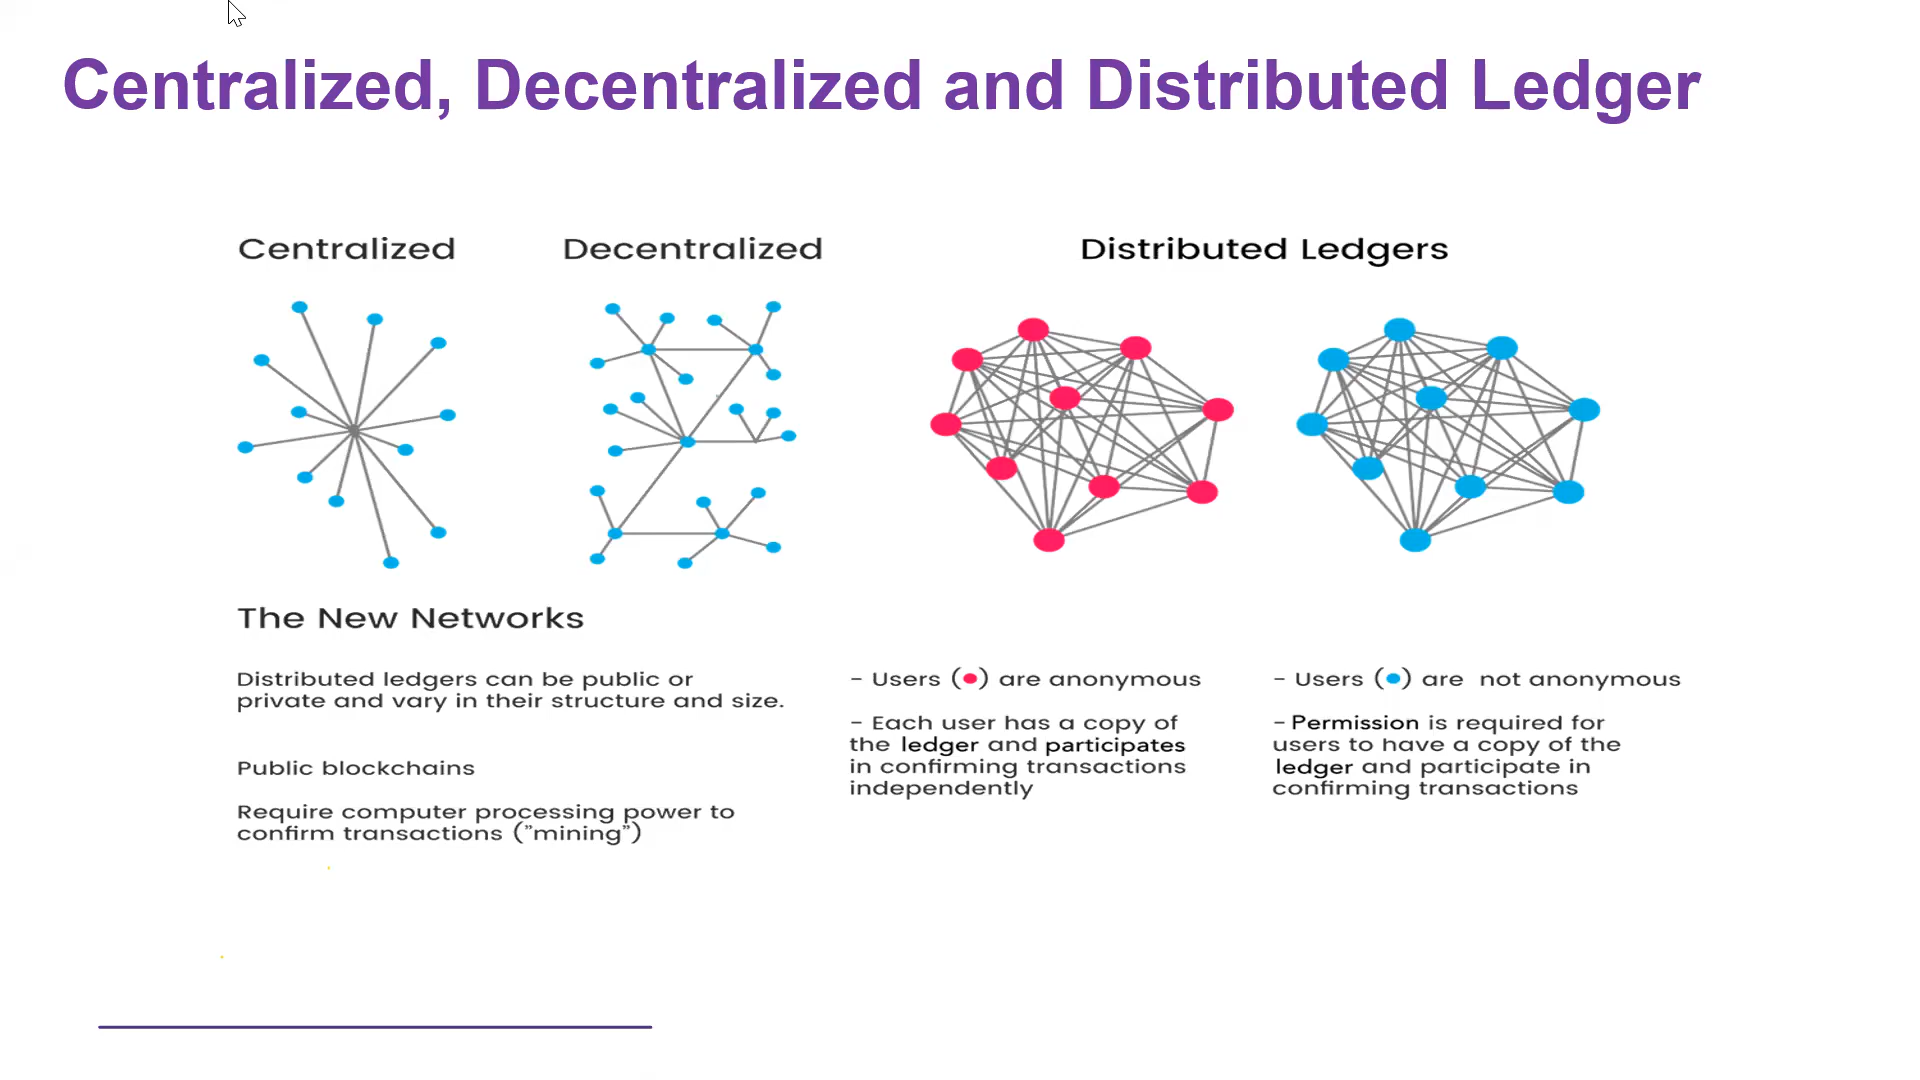 Centralized, Decentralized and Distributed Ledger
Centralized
Decentralized
Distributed Ledgers
The New Networks
Distributed ledgers can be public or
private and vary in their structure and size.
Public blockchains
Require computer processing power to
confirm transactions ("mining")
- Users (●) are anonymous
- Each user has a copy of
the ledger and participates
in confirming transactions
independently
- Users (●) are not anonymous
- Permission is required for
users to have a copy of the
ledger and participate in
confirming transactions